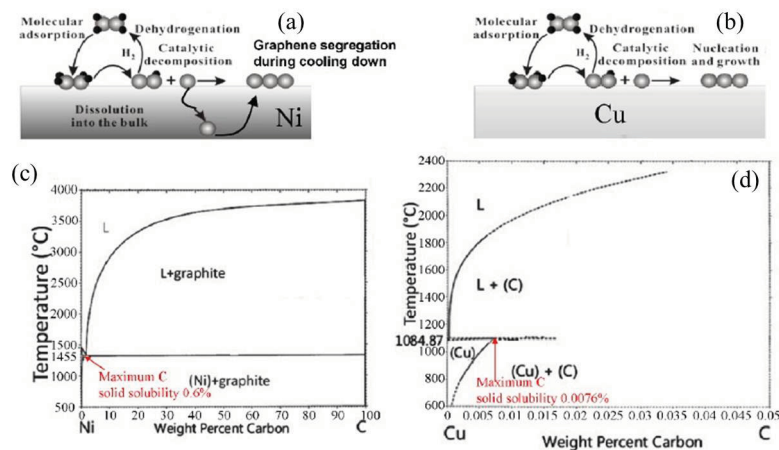 (a)
Molecular
adsorption
Dehydrogenation
H2
Catalytic
decomposition
+
Graphene segregation
during cooling down
Dissolution
into the bulk
Ni
(b)
Molecular
adsorption
Dehydrogenation
H2
Catalytic
decomposition
+
Nucleation
and growth
Cu
(c)
Temperature (°C)
4000
3500
3000
2500
2000
1500
1455
1000
500
L
L+graphite
(Ni)+graphite
Maximum C
solid solubility 0.6%
0 10 20 30 40 50 60 70 80 90 100
Ni Weight Percent Carbon C
(d)
Temperature (°C)
2400
2200
2000
1800
1600
1400
1200
1084.87
1000
800
600
L
L + (C)
(Cu)
(Cu) + (C)
Maximum C
solid solubility 0.0076%
0 0.005 0.01 0.015 0.02 0.025 0.03 0.035 0.04 0.045 0.05
Cu Weight Percent Carbon C